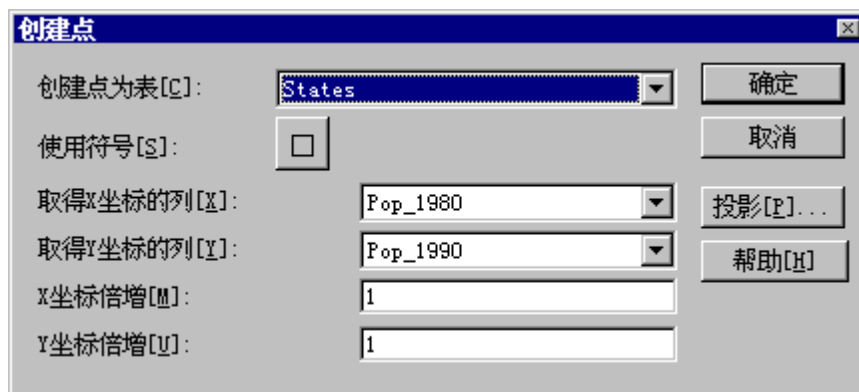 创建点
创建点为表[C]: States 确定
使用符号[S]: 取消
取得X坐标的列[X]: Pop_1980 投影[P]...
取得Y坐标的列[Y]: Pop_1990 帮助[H]
X坐标倍增[M]: 1
Y坐标倍增[U]: 1